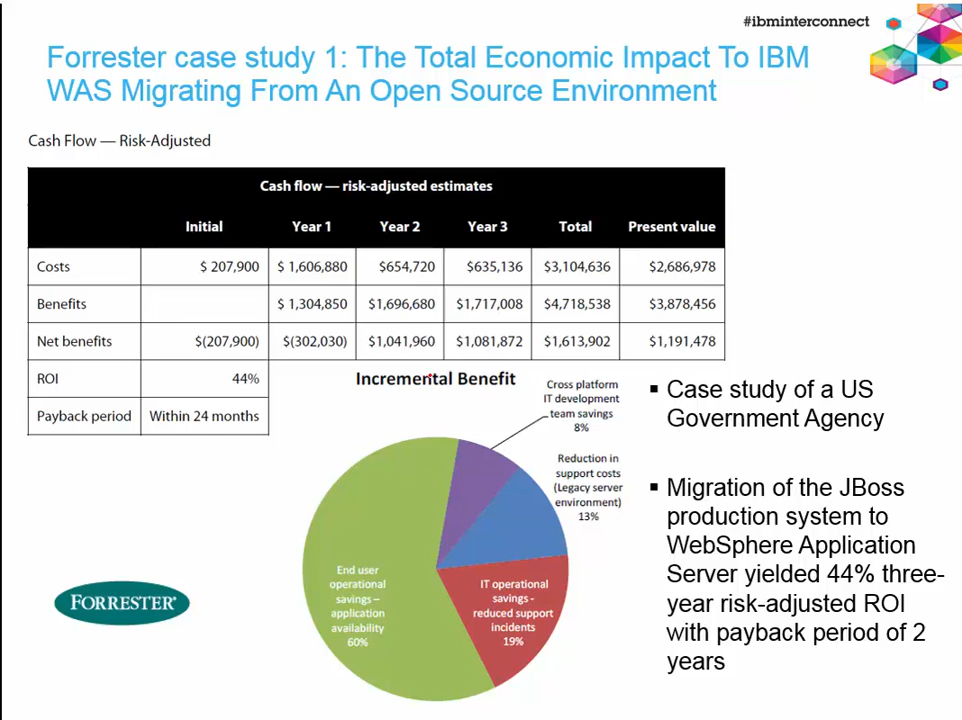 #ibminterconnect
Forrester case study 1: The Total Economic Impact To IBM
WAS Migrating From An Open Source Environment
Cash Flow — Risk-Adjusted
Cash flow — risk-adjusted estimates
Initial Year 1 Year 2 Year 3 Total Present value
Costs $ 207,900 $ 1,606,880 $654,720 $635,136 $3,104,636 $2,686,978
Benefits $ 1,304,850 $1,696,680 $1,717,008 $4,718,538 $3,878,456
Net benefits $(207,900) $(302,030) $1,041,960 $1,081,872 $1,613,902 $1,191,478
ROI 44%
Payback period Within 24 months
Incremental Benefit
Cross platform
IT development
team savings
8%
Reduction in
support costs
(Legacy server
environment)
13%
End user
operational
savings –
application
availability
60%
IT operational
savings -
reduced support
incidents
19%
FORRESTER®
▪ Case study of a US
Government Agency
▪ Migration of the JBoss
production system to
WebSphere Application
Server yielded 44% three-
year risk-adjusted ROI
with payback period of 2
years